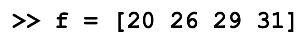 >> f = [20 26 29 31]